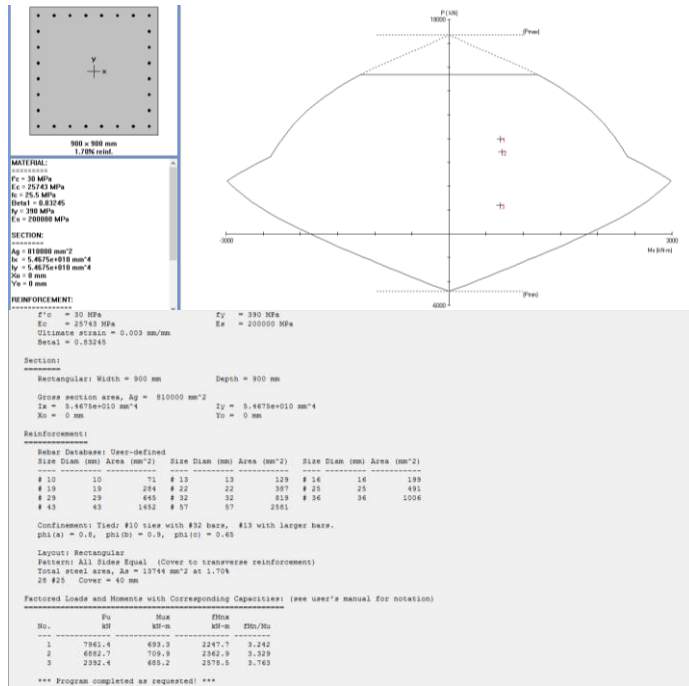 y
x
900 x 900 mm
1.70% reinf.
MATERIAL:
=========
f'c = 30 MPa
Ec = 25743 MPa
fc = 25.5 MPa
Beta1 = 0.83245
fy = 390 MPa
Es = 200000 MPa
SECTION:
========
Ag = 810000 mm^2
Ix = 5.4675e+010 mm^4
Iy = 5.4675e+010 mm^4
Xo = 0 mm
Yo = 0 mm
REINFORCEMENT:
==============
P (kN)
18000
(Pmax)
1
2
3
-3000
3000
Mx (kN-m)
(Pmin)
-6000
f'c = 30 MPa fy = 390 MPa
Ec = 25743 MPa Es = 200000 MPa
Ultimate strain = 0.003 mm/mm
Beta1 = 0.83245
Section:
========
Rectangular: Width = 900 mm Depth = 900 mm
Gross section area, Ag = 810000 mm^2
Ix = 5.4675e+010 mm^4 Iy = 5.4675e+010 mm^4
Xo = 0 mm Yo = 0 mm
Reinforcement:
==============
Rebar Database: User-defined
Size Diam (mm) Area (mm^2) Size Diam (mm) Area (mm^2) Size Diam (mm) Area (mm^2)
---- --------- ----------- ---- --------- ----------- ---- --------- -----------
# 10 10 71 # 13 13 129 # 16 16 199
# 19 19 284 # 22 22 387 # 25 25 491
# 29 29 645 # 32 32 819 # 36 36 1006
# 43 43 1452 # 57 57 2581
Confinement: Tied; #10 ties with #32 bars, #13 with larger bars.
phi(a) = 0.8, phi(b) = 0.9, phi(c) = 0.65
Layout: Rectangular
Pattern: All Sides Equal (Cover to transverse reinforcement)
Total steel area, As = 13744 mm^2 at 1.70%
28 #25 Cover = 40 mm
Factored Loads and Moments with Corresponding Capacities: (see user's manual for notation)
=========================================================
Pu Mux fMnx
No. kN kN-m kN-m fMn/Mu
--- ----------- ----------- ----------- ------
1 7961.4 693.3 2247.7 3.242
2 6882.7 709.9 2362.9 3.329
3 2392.4 685.2 2578.5 3.763
*** Program completed as requested! ***